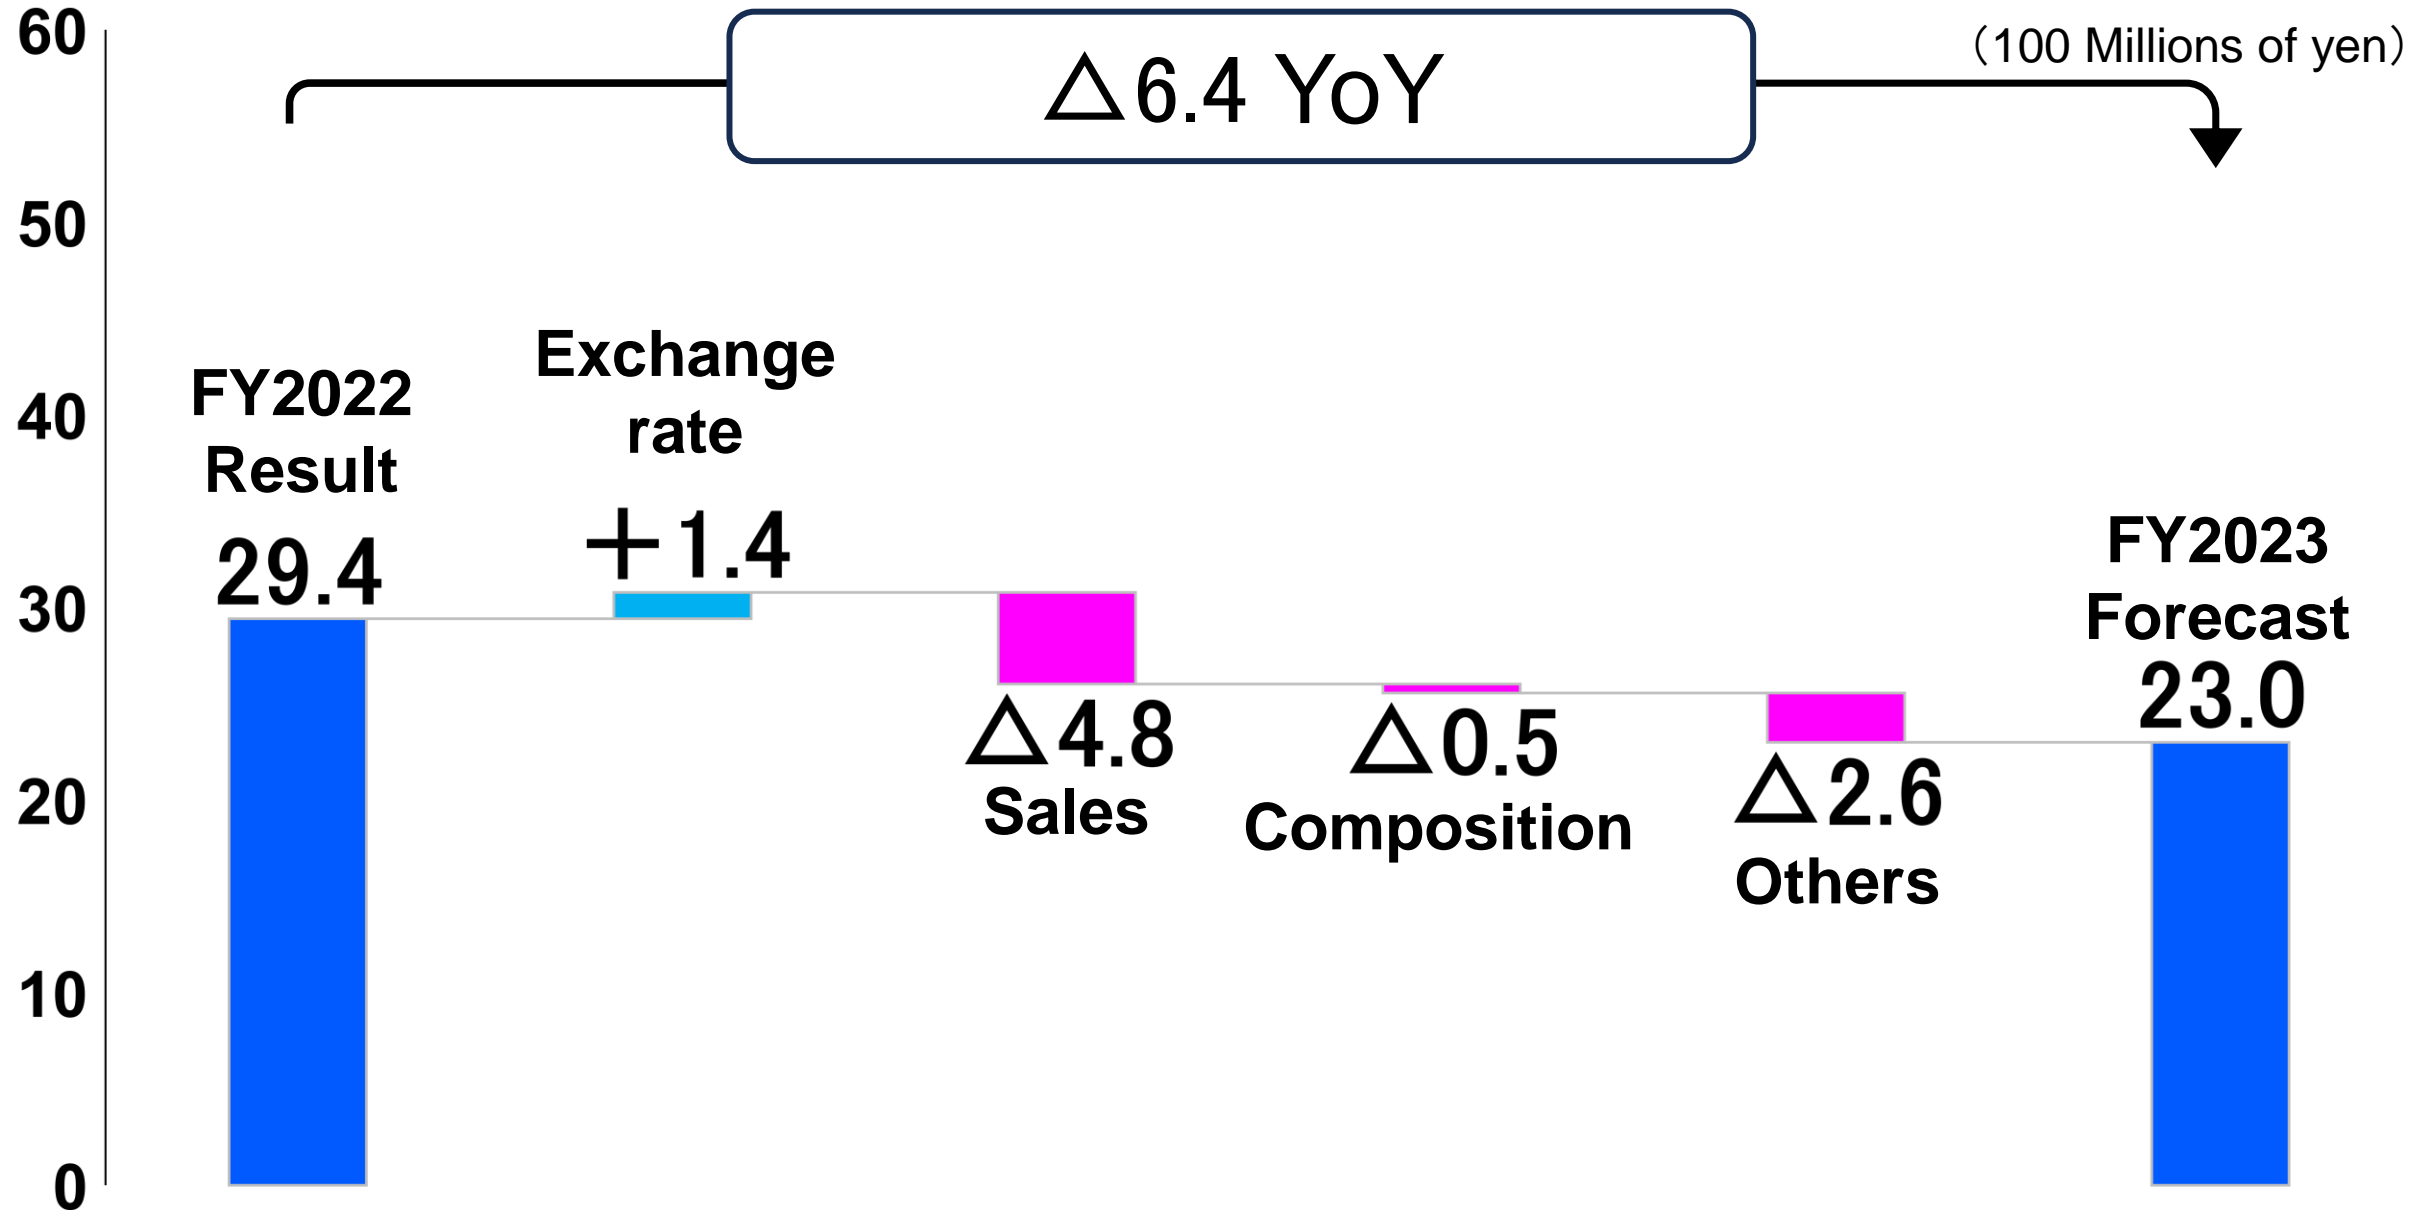 60
△6.4 YoY
（100 Millions of yen）
50
40
30
20
10
0
FY2022
Result
29.4
Exchange
rate
＋1.4
△4.8
Sales
△0.5
Composition
△2.6
Others
FY2023
Forecast
23.0